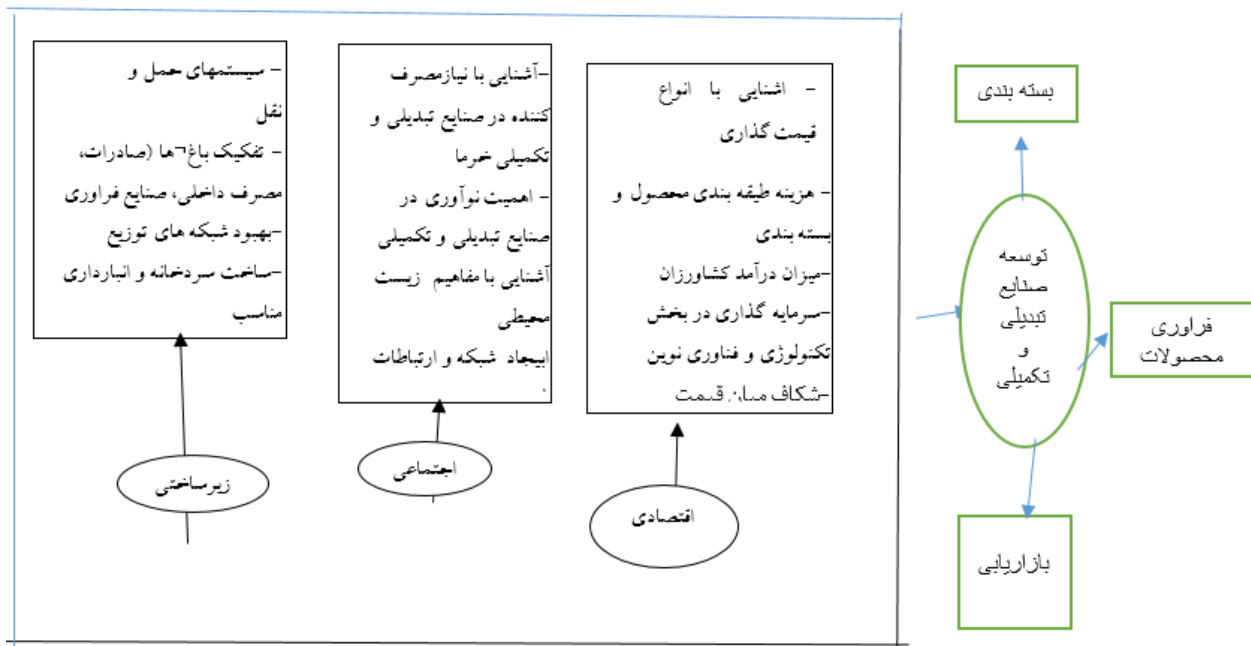 - اشنایی با انواع
قیمت گذاری
- هزینه طبقه بندی محصول و
بسته بندی
-میزان درآمد کشاورزان
-سرمایه گذاری در بخش
تکنولوژی و فناوری نوین
-شکاف میان قیمت
اقتصادی
-آشنایی با نیازمصرف
کننده در صنایع تبدیلی و
تکمیلی خرما
- اهمیت نوآوری در
صنایع تبدیلی و تکمیلی
آشنایی با مفاهیم زیست
محیطی
ایبجاد شبکه و ارتباطات
اجتماعی
- سیستمهای حمل و
نقل
- تفکیک باغ¬ها (صادرات،
مصرف داخلی، صنایع فراوری
-بهبود شبکه های توزیع
-ساخت سردخانه و انبارداری
مناسب
زیرساختی
بسته بندی
توسعه
صنایع
تبدیلی
و
تکمیلی
فراوری
محصولات
بازاریابی